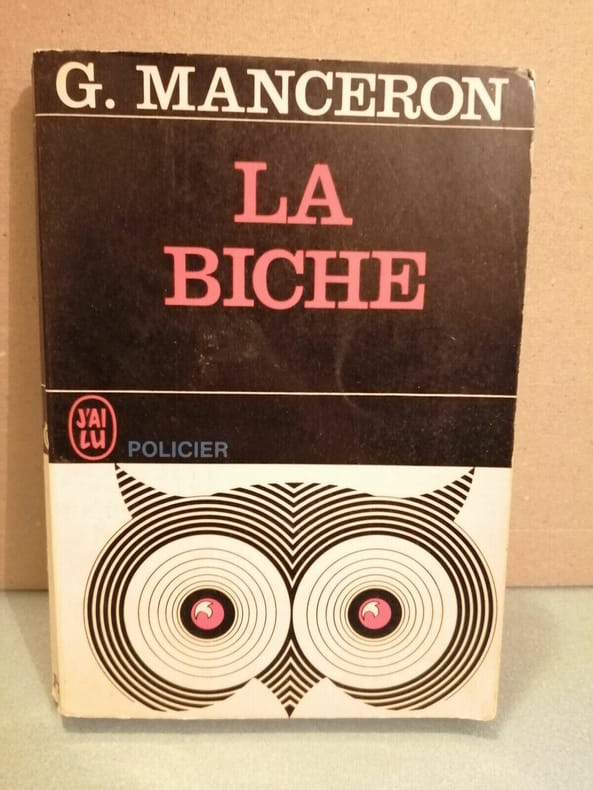 G. MANCERON
LA
BICHE
J'AI
LU
POLICIER